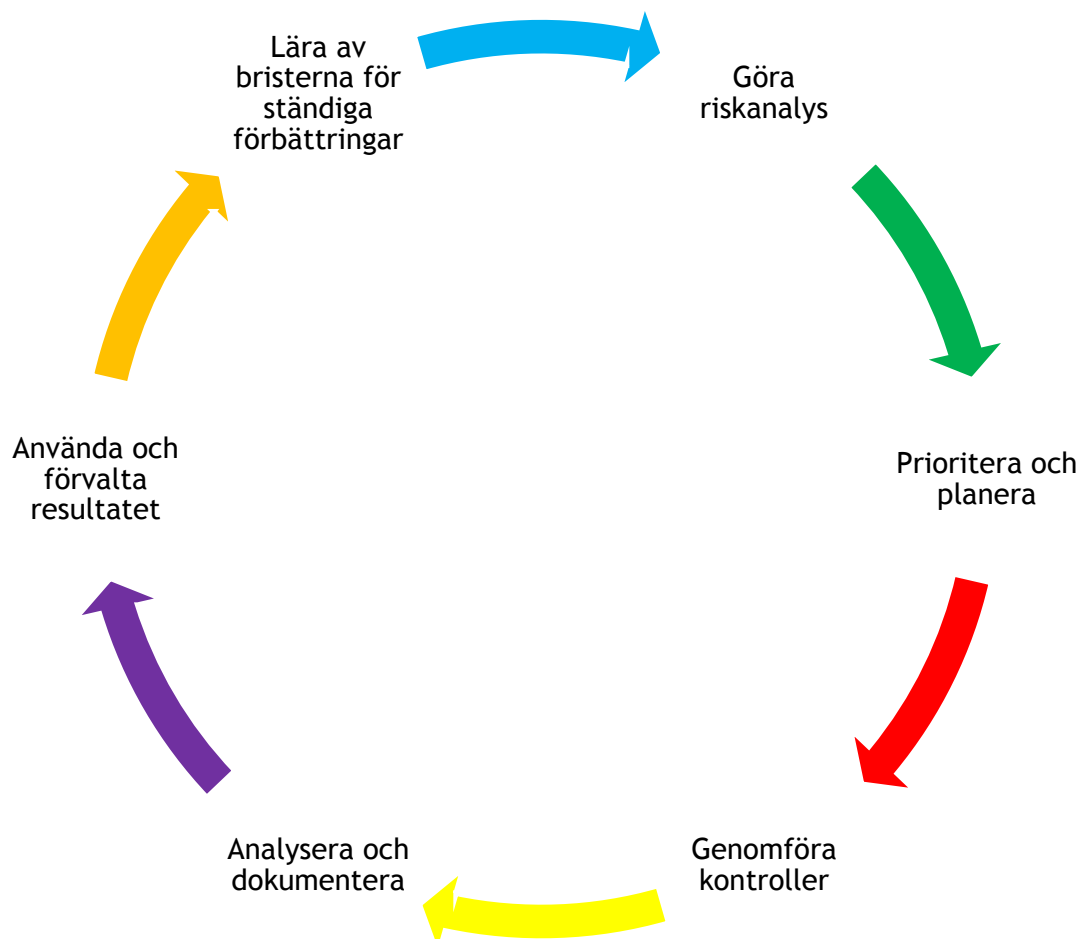 Lära av
bristerna för
ständiga
förbättringar
Göra
riskanalys
Prioritera och
planera
Genomföra
kontroller
Analysera och
dokumentera
Använda och
förvalta
resultatet